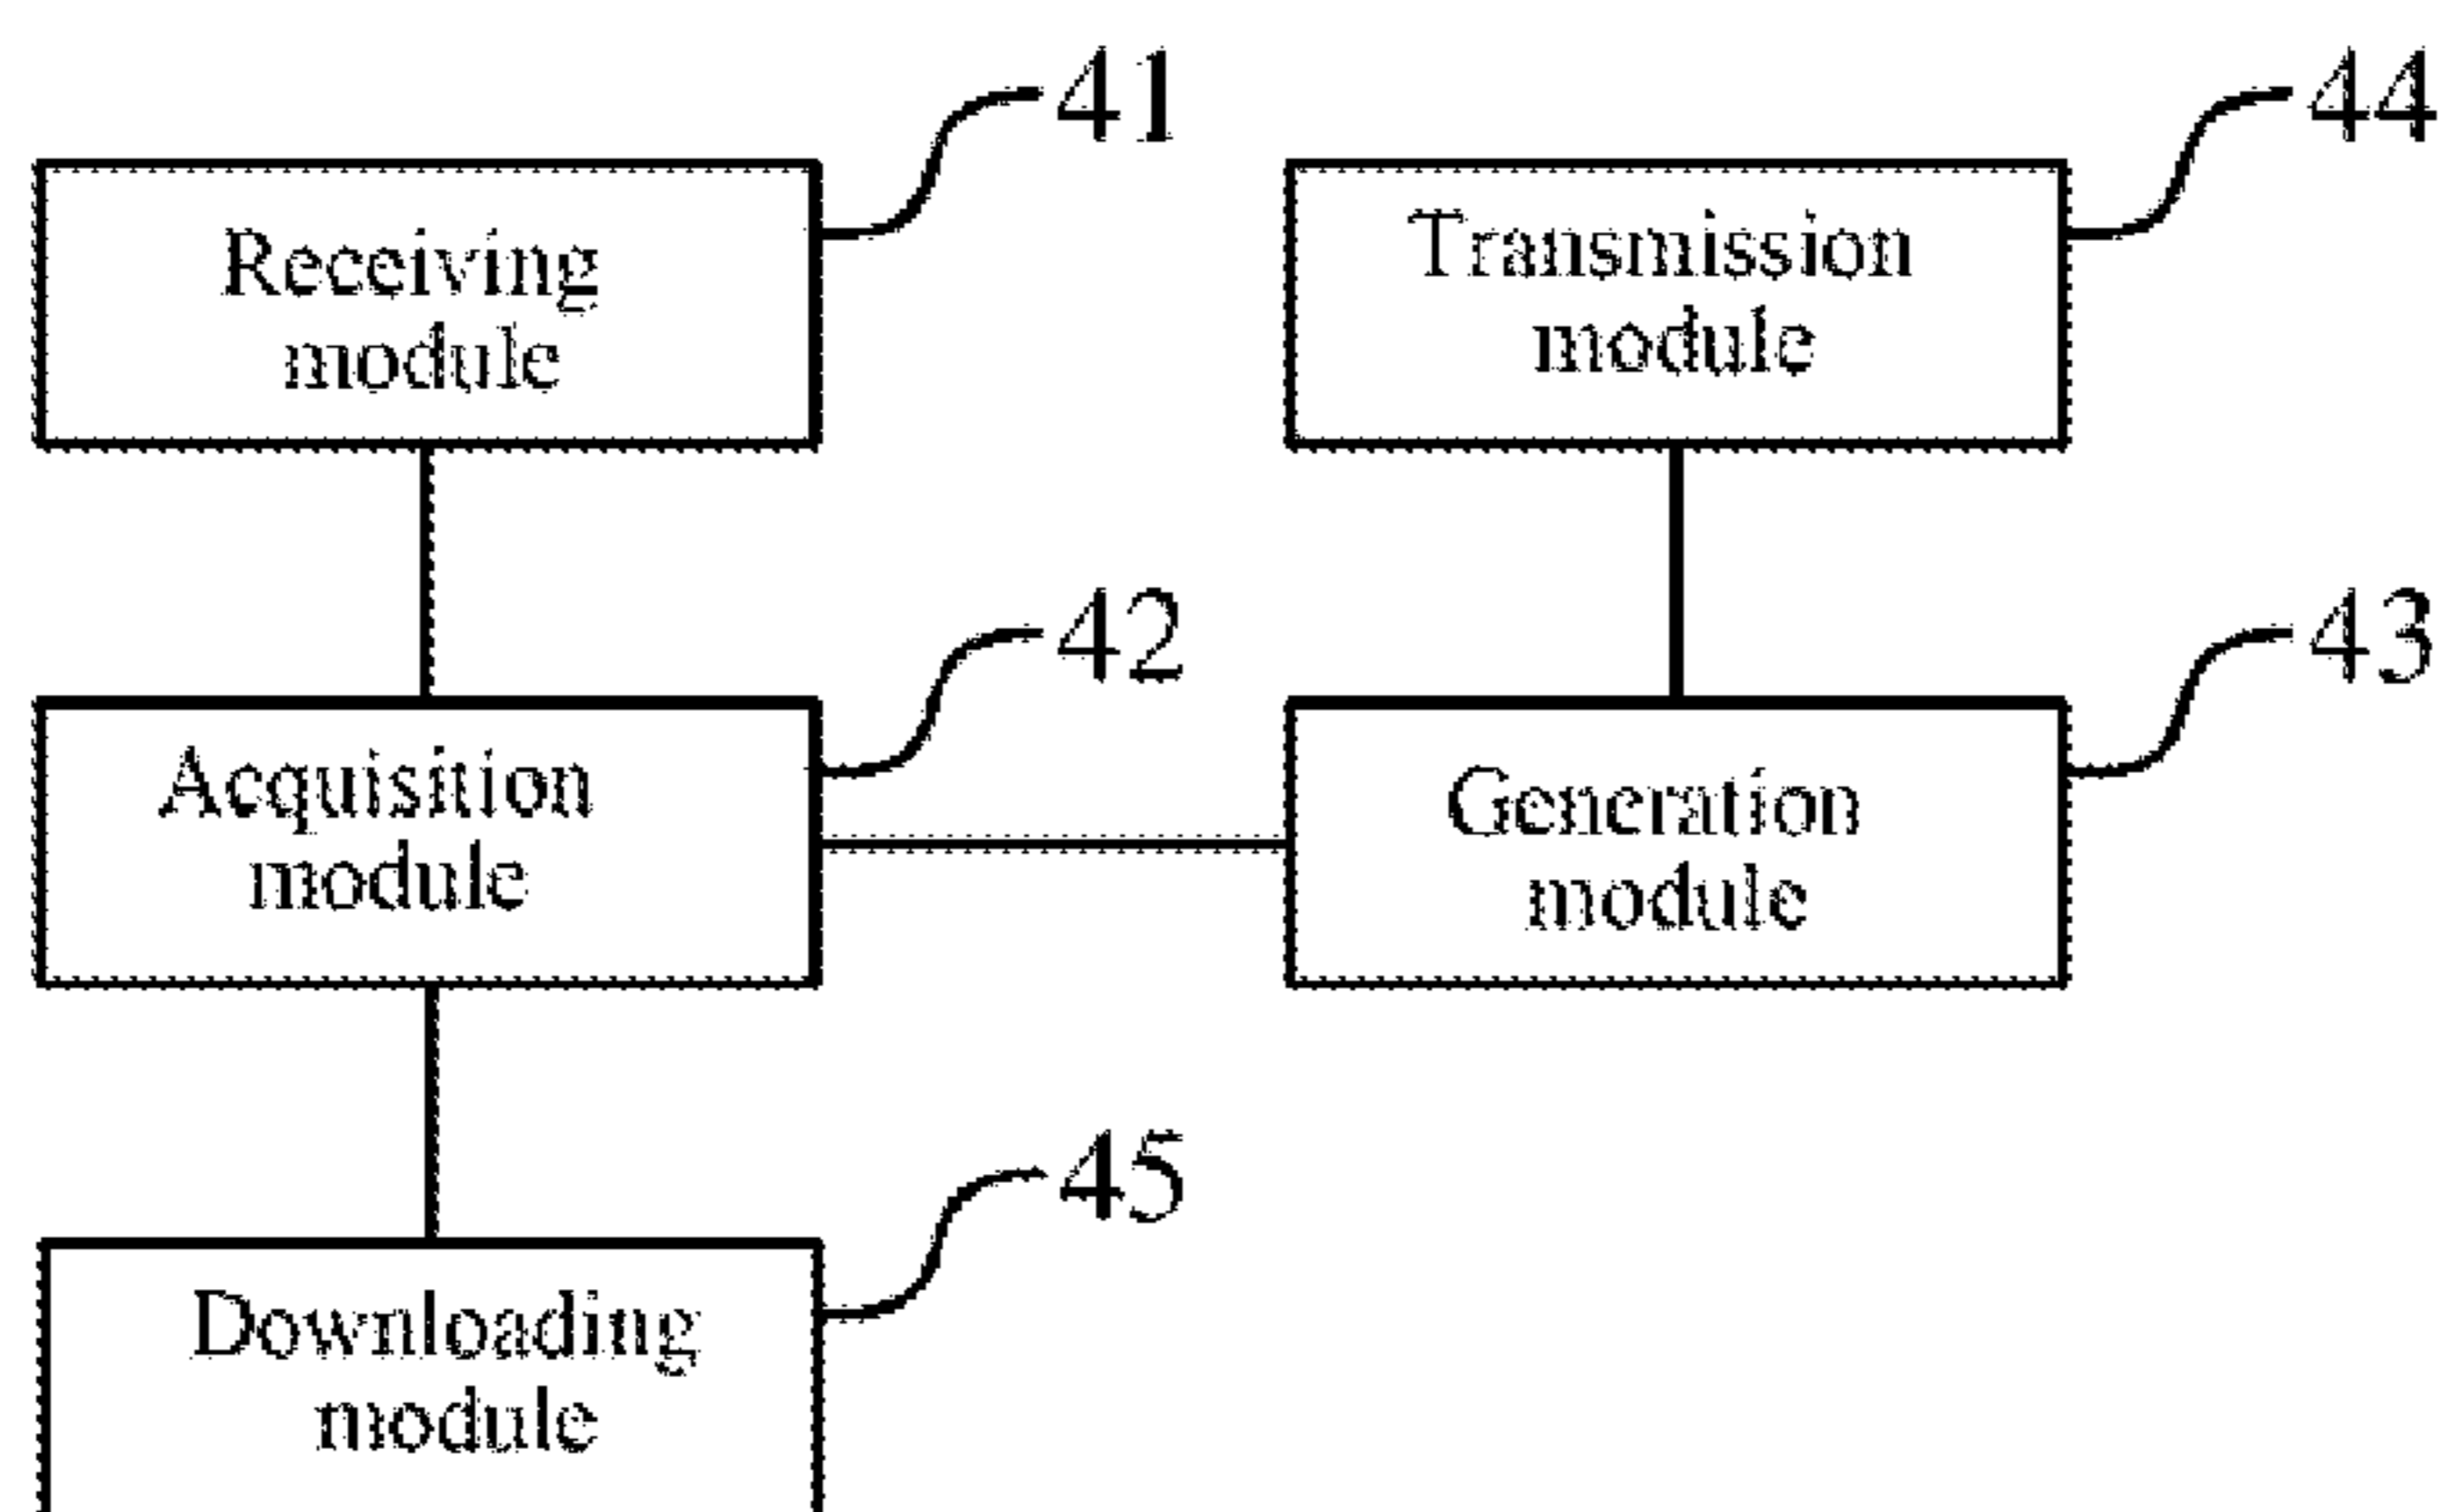 41
Receiving
module
44
Transmission
module
42
Acquisition
module
43
Generation
module
45
Downloading
module